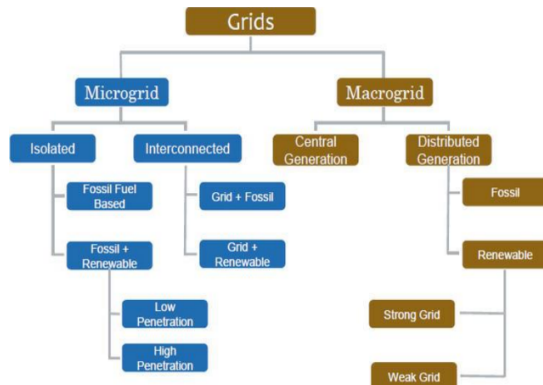 Grids
Microgrid
Macrogrid
Isolated
Interconnected
Central
Generation
Distributed
Generation
Fossil Fuel
Based
Grid + Fossil
Fossil
Fossil +
Renewable
Grid +
Renewable
Renewable
Low
Penetration
Strong Grid
High
Penetration
Weak Grid